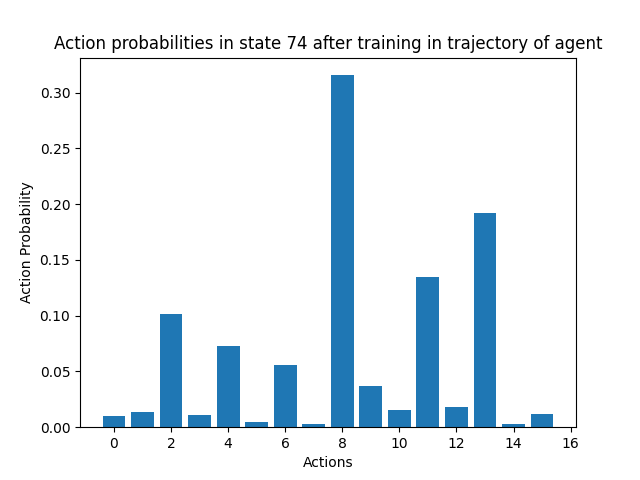 Action probabilities in state 74 after training in trajectory of agent
0.30
0.25
0.20
0.15
0.10
0.05
0.00
Action Probability
0 2 4 6 8 10 12 14 16
Actions